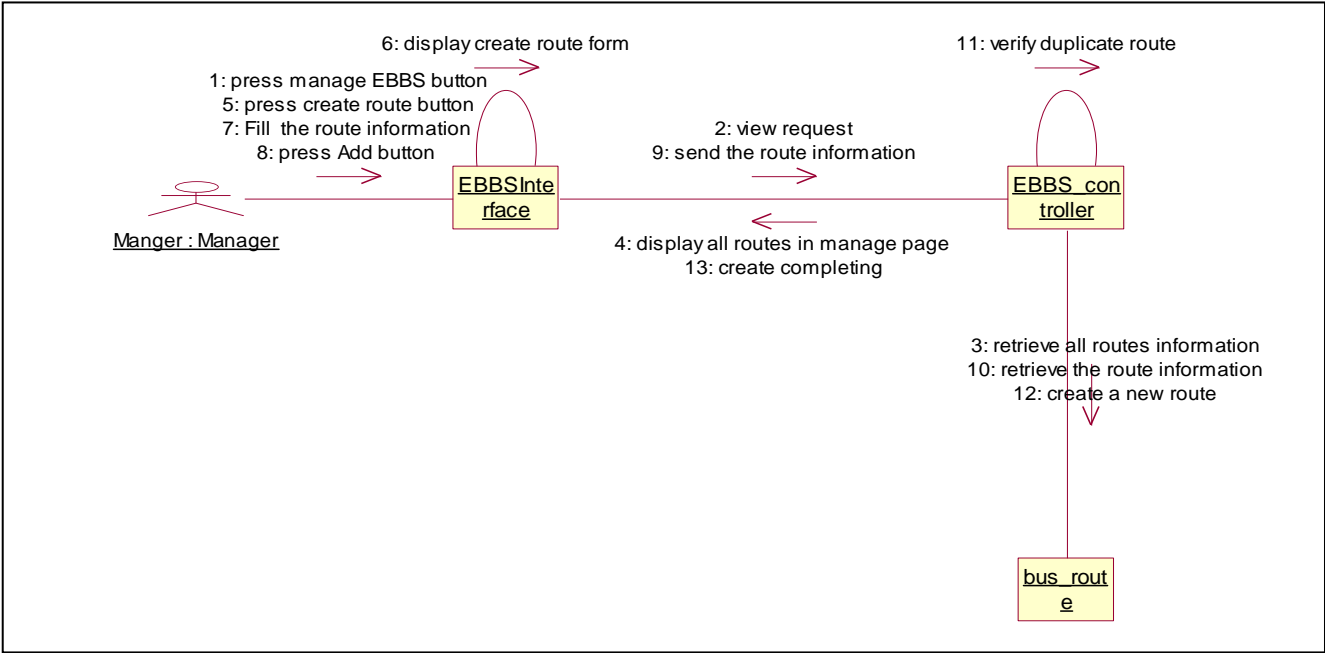 6: display create route form
11: verify duplicate route
1: press manage EBBS button
5: press create route button
7: Fill the route information
8: press Add button
2: view request
9: send the route information
EBBSInte
rface
EBBS_con
troller
Manger : Manager
4: display all routes in manage page
13: create completing
3: retrieve all routes information
10: retrieve the route information
12: create a new route
bus_rout
e